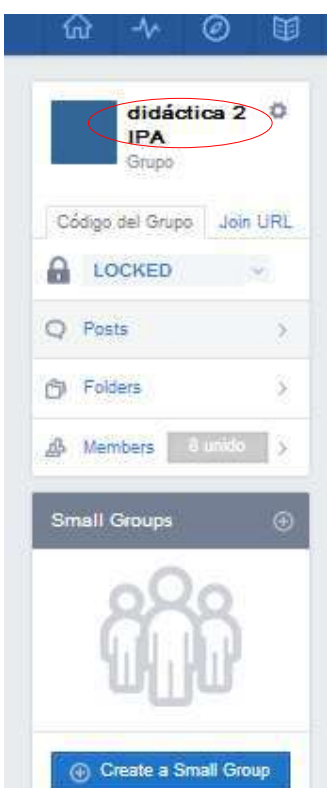 didáctica 2
IPA
Grupo
Código del Grupo Join URL
LOCKED
Posts
Folders
Members 8 unido
Small Groups
Create a Small Group